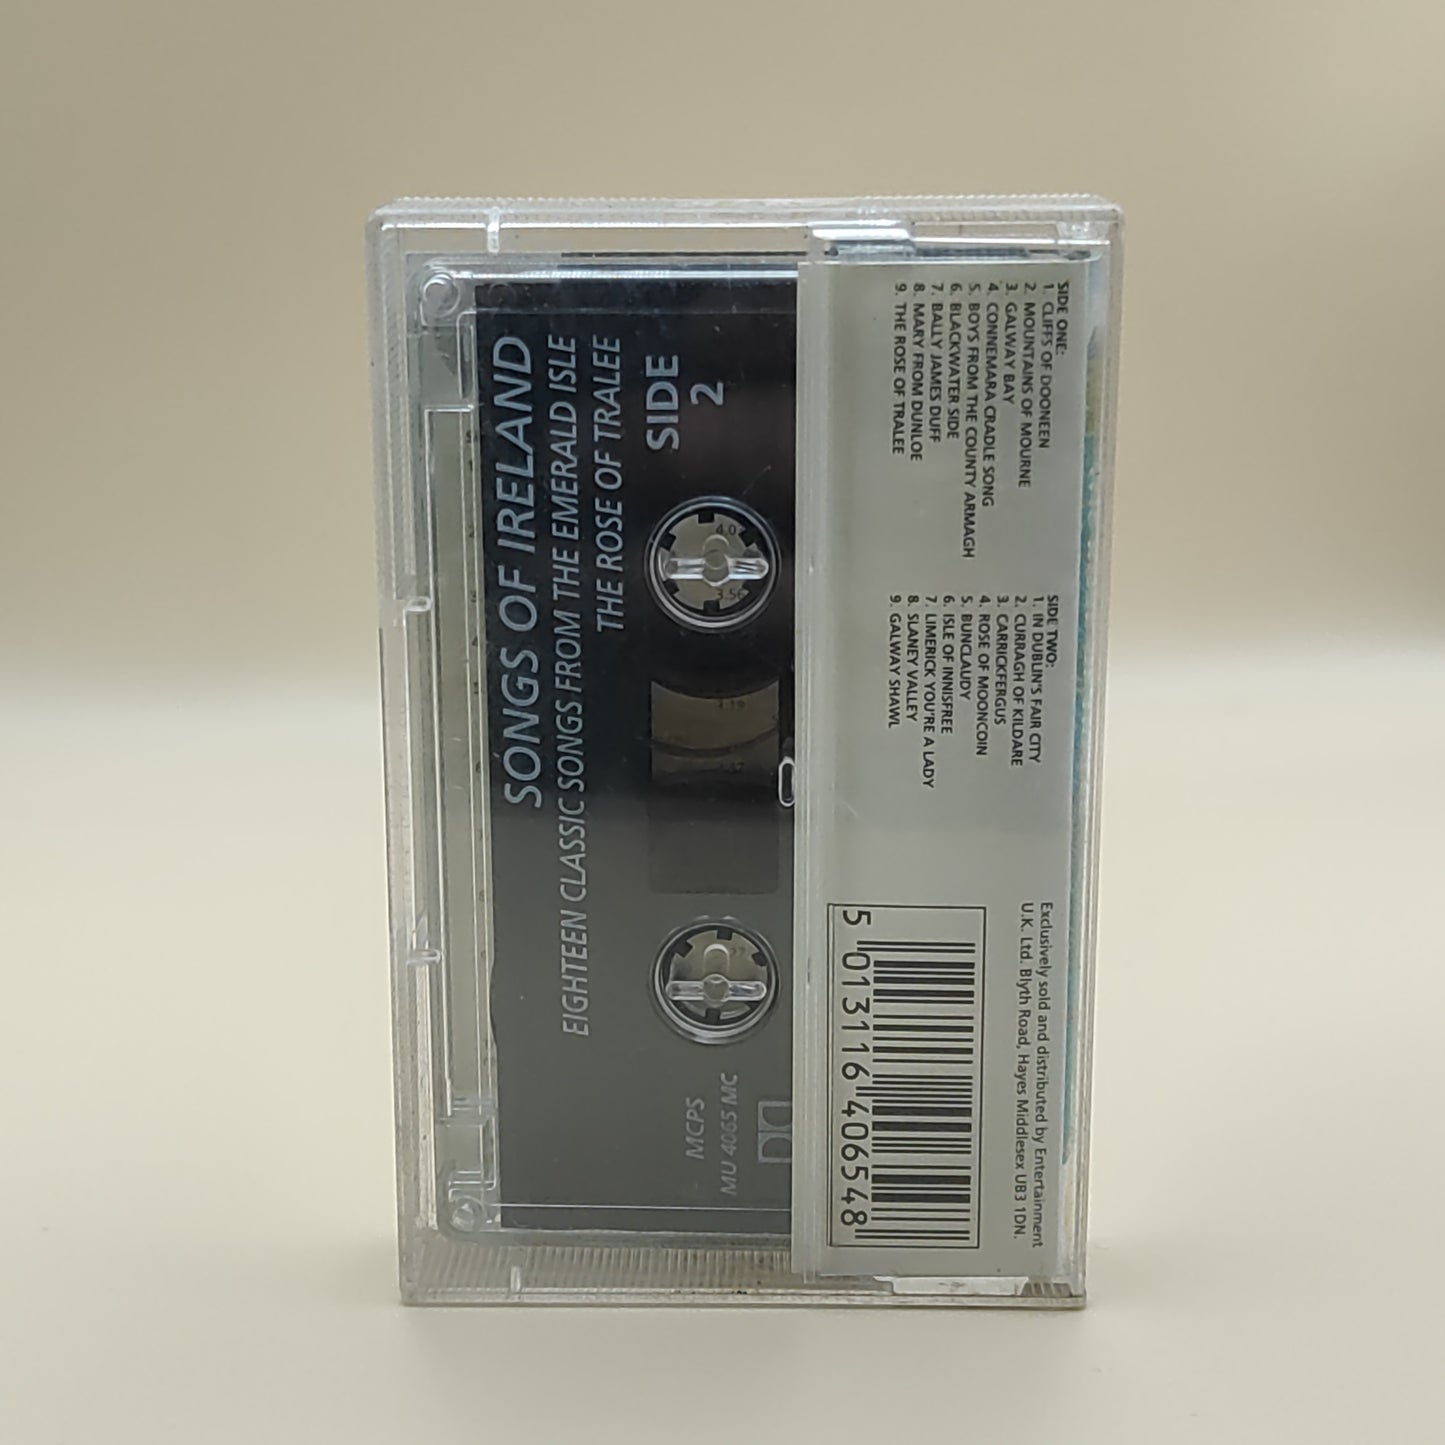 SONGS OF IRELAND
EIGHTEEN CLASSIC SONGS FROM THE EMERALD ISLE
THE ROSE OF TRALEE
SIDE
2
MCPS
MU 4065 MC
SIDE ONE:
1. CLIFFS OF DOONEEN
2. MOUNTAINS OF MOURNE
3. GALWAY BAY
4. CONNEMARA CRADLE SONG
5. BOYS FROM THE COUNTY ARMAGH
6. BLACKWATER SIDE
7. BALLY JAMES DUFF
8. MARY FROM DUNLOE
9. THE ROSE OF TRALEE
SIDE TWO:
1. IN DUBLIN'S FAIR CITY
2. CURRAGH OF KILDARE
3. CARRICKFERGUS
4. ROSE OF MOONCOIN
5. BUNCLAUDY
6. ISLE OF INNISFREE
7. LIMERICK YOU'RE A LADY
8. SLANEY VALLEY
9. GALWAY SHAWL
Exclusively sold and distributed by Entertainment
U.K. Ltd. Blyth Road, Hayes Middlesex UB3 1DN.
5 013116 406548